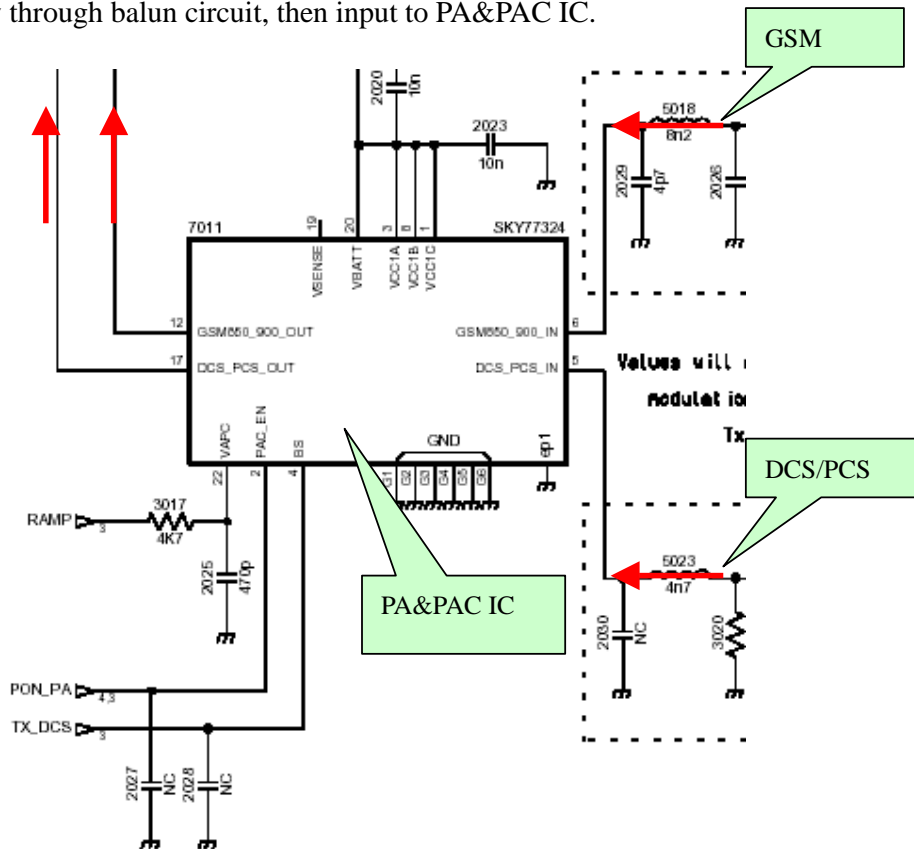 through balun circuit, then input to PA&PAC IC.
GSM
2020
10n
2023
10n
5018
8n2
2029
4p7
2026
7011
19
20
3
8
1
SKY77324
VSENSE
VBATT
VCC1A
VCC1B
VCC1C
12
GSM850_900_OUT
GSM850_900_IN
6
17
DCS_PCS_OUT
DCS_PCS_IN
5
Values will
modulatio
Tx
VAPC
PAC_EN
BS
GND
ep1
22
2
4
G1
G2
G3
G4
G5
G6
DCS/PCS
RAMP
3
3017
4K7
2025
470p
5023
4n7
PA&PAC IC
2030
NC
3020
PON_PA
4,3
TX_DCS
3
2027
NC
2028
NC